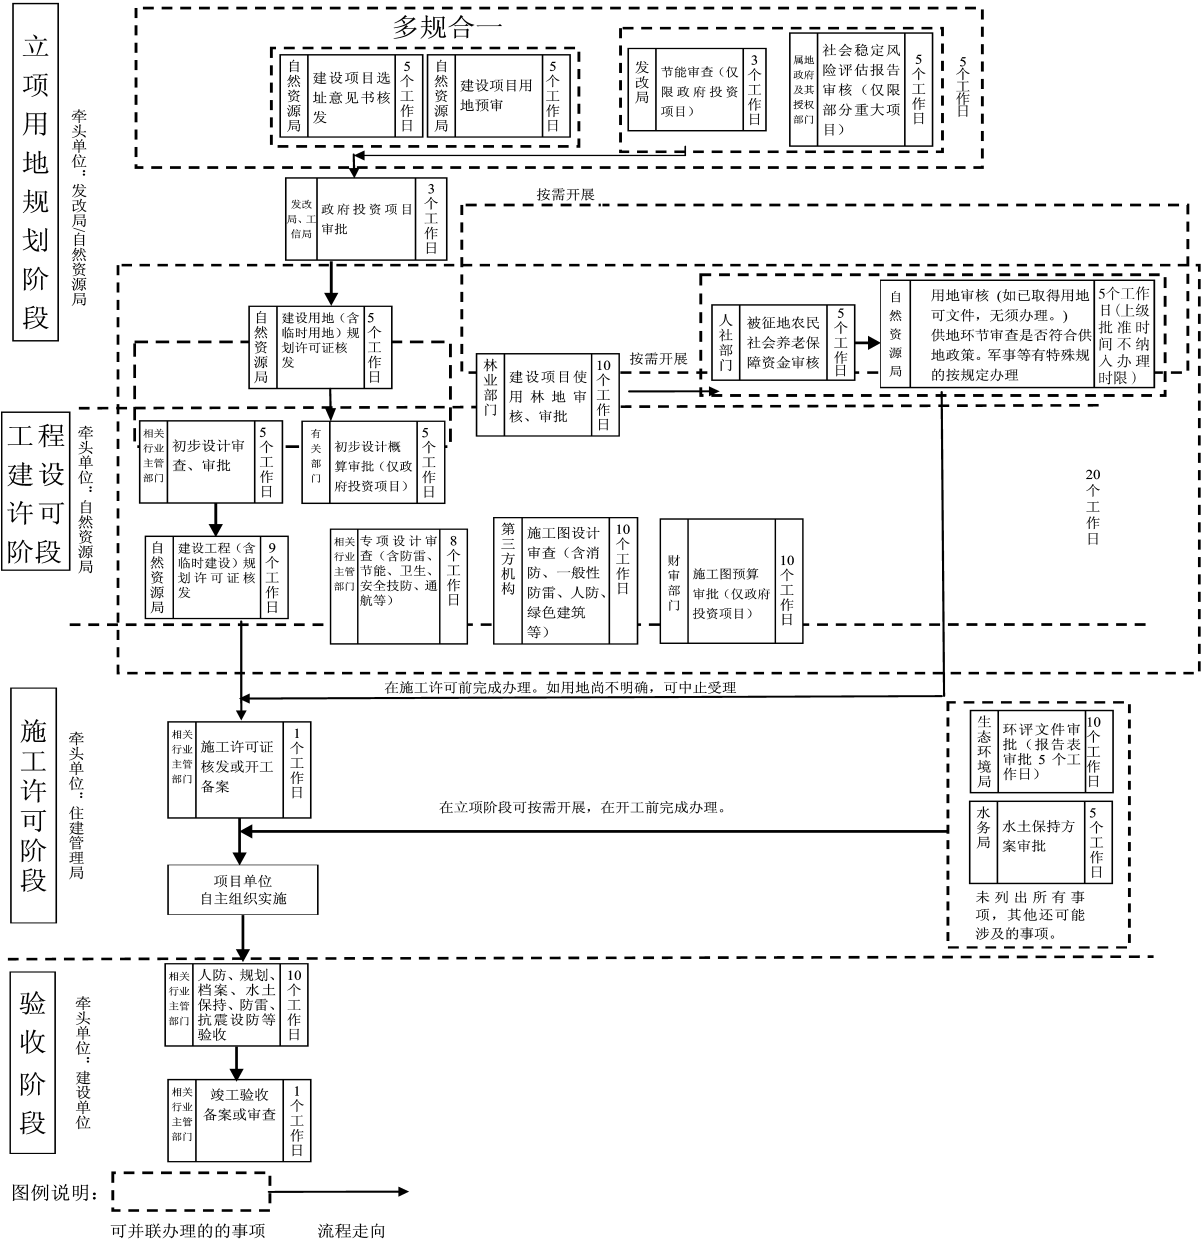 立项用地规划阶段
牵头单位：发改局/自然资源局
多规合一
自然资源局
建设项目选
址意见书核
发
5个工作日
自然资源局
建设项目用
地预审
5个工作日
发改局
节能审查（仅
限政府投资
项目）
3个工作日
属地
政府
及其
授权
部门
社会稳定风
险评估报告
审核（仅限
部分重大项
目）
5个工作日
5个工作日
发改
局、工
信局
政府投资项目
审批
3个工作日
按需开展
自然资源局
建设用地（含
临时用地）规
划许可证核
发
5个工作日
林业部门
建设项目使
用林地审
核、审批
10个工作日
按需开展
人社部门
被征地农民
社会养老保
障资金审核
5个工作日
自然资源局
用地审核（如已取得用地
可文件，无须办理。）
供地环节审查是否符合供
地政策。军事等有特殊规
的按规定办理
5个工作
日(上级
批准时
间不纳
入办理
时限）
工程建设许可阶段
牵头单位：自然资源局
相关
行业
主管
部门
初步设计审
查、审批
5个工作日
有关部门
初步设计概
算审批（仅政
府投资项目）
5个工作日
20个工作日
自然资源局
建设工程（含
临时建设）规
划许可证核
发
9个工作日
相关
行业
主管
部门
专项设计审
查（含防雷、
节能、卫生、
安全技防、通
航等）
8个工作日
第三方机构
施工图设计
审查（含消
防、一般性
防雷、人防、
绿色建筑
等）
10个工作日
财审部门
施工图预算
审批（仅政府
投资项目）
10个工作日
在施工许可前完成办理。如用地尚不明确，可中止受理
施工许可阶段
牵头单位：住建管理局
相关
行业
主管
部门
施工许可证
核发或开工
备案
1个工作日
生态环境局
环评文件审
批（报告表
审批 5 个工
作日）
10个工作日
在立项阶段可按需开展，在开工前完成办理。
水务局
水土保持方
案审批
5个工作日
未列出所有事
项，其他还可能
涉及的事项。
项目单位
自主组织实施
验收阶段
牵头单位：建设单位
相关
行业
主管
部门
人防、规划、
档案、水土
保持、防雷、
抗震设防等
验收
10个工作日
相关
行业
主管
部门
竣工验收
备案或审查
1个工作日
图例说明：
可并联办理的的事项
流程走向